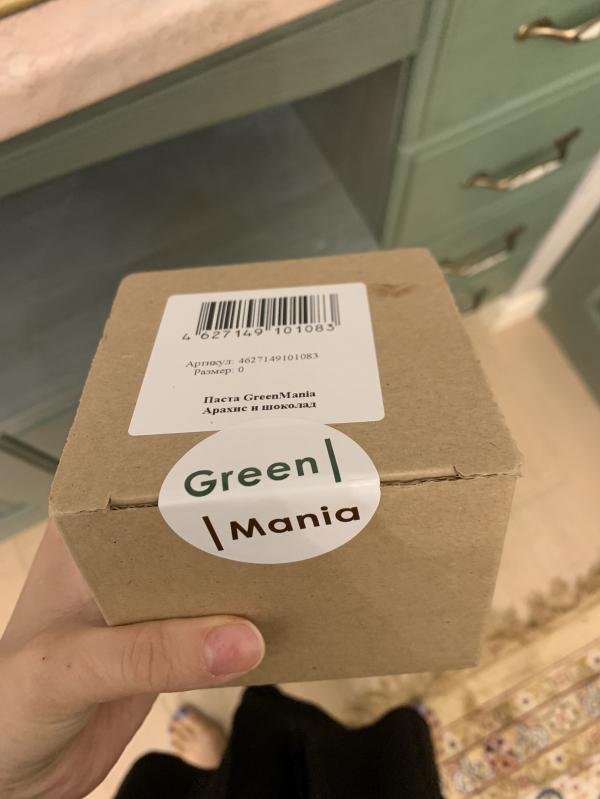 4 627149 101083
Артикул: 4627149101083
Размер: 0
Паста GreenMania
Арахис и шоколад
Green|
|Mania